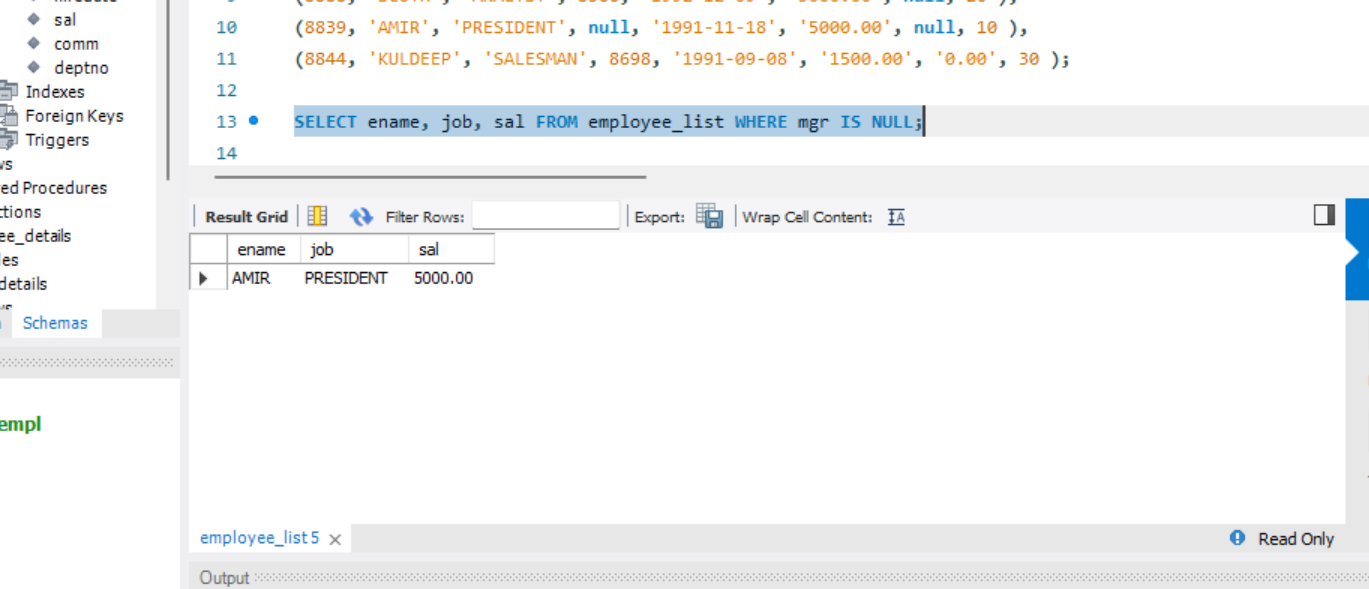 sal
comm
deptno
Indexes
Foreign Keys
Triggers
ed Procedures
ctions
ee_details
les
details
Schemas
empl
10 (8839, 'AMIR', 'PRESIDENT', null, '1991-11-18', '5000.00', null, 10 ),
11 (8844, 'KULDEEP', 'SALESMAN', 8698, '1991-09-08', '1500.00', '0.00', 30 );
12
13 SELECT ename, job, sal FROM employee_list WHERE mgr IS NULL;
14
Result Grid Filter Rows: Export: Wrap Cell Content: IA
ename job sal
AMIR PRESIDENT 5000.00
employee_list 5
Read Only
Output